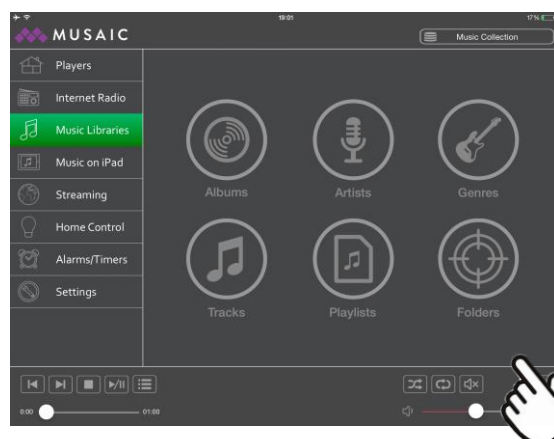 19:01
17%
MUSAIC
Music Collection
Players
Internet Radio
Music Libraries
Music on iPad
Streaming
Home Control
Alarms/Timers
Settings
Albums
Artists
Genres
Tracks
Playlists
Folders
0:00
01:00